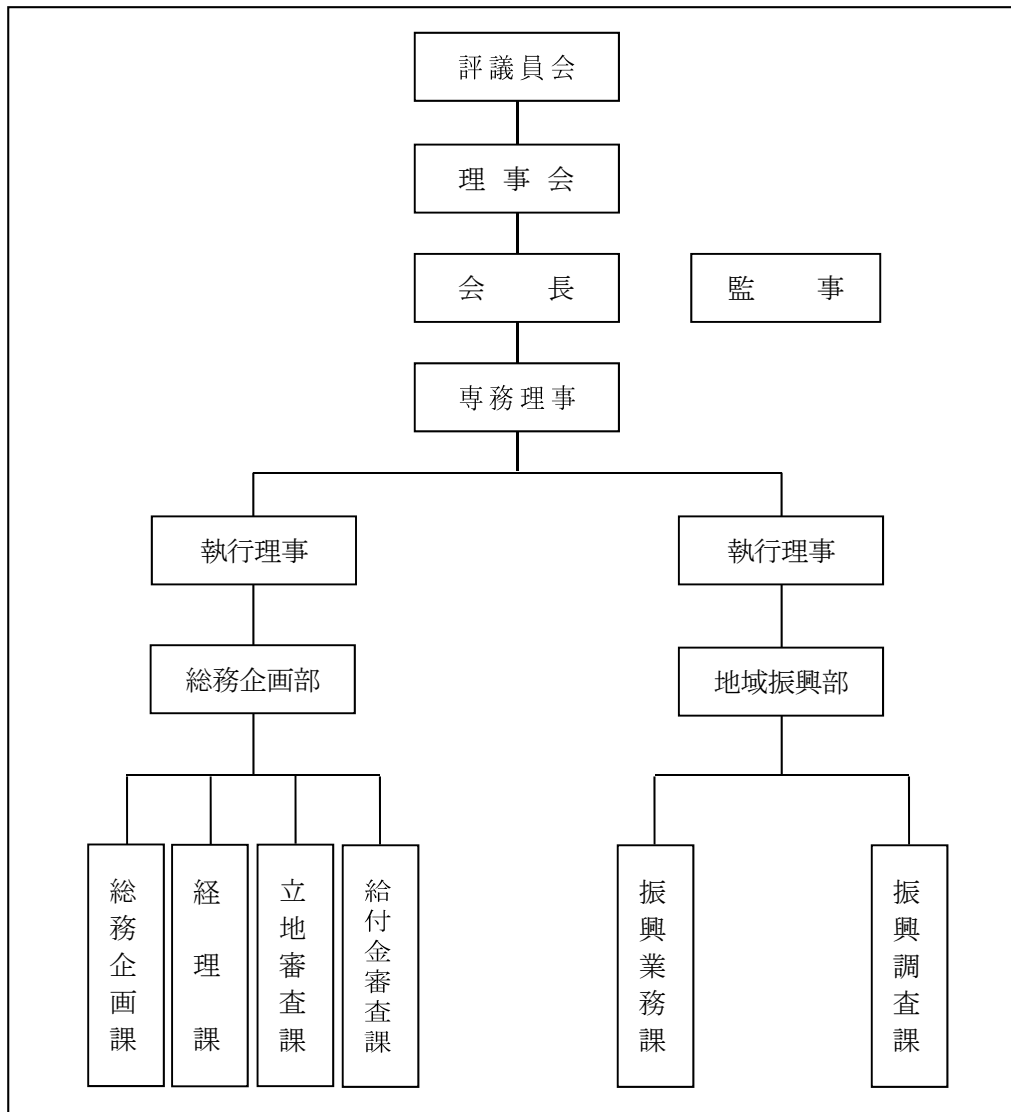 評議員会
理事会
会長
監事
専務理事
執行理事
執行理事
総務企画部
地域振興部
総務企画課
経理課
立地審査課
給付金審査課
振興業務課
振興調査課